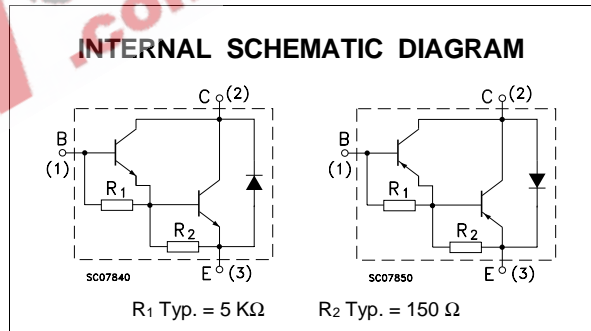 .com
INTERNAL SCHEMATIC DIAGRAM
C (2)
B
(1)
R1
R2
SC07840
E (3)
C (2)
B
(1)
R1
R2
SC07850
E (3)
R1 Typ. = 5 KΩ R2 Typ. = 150 Ω